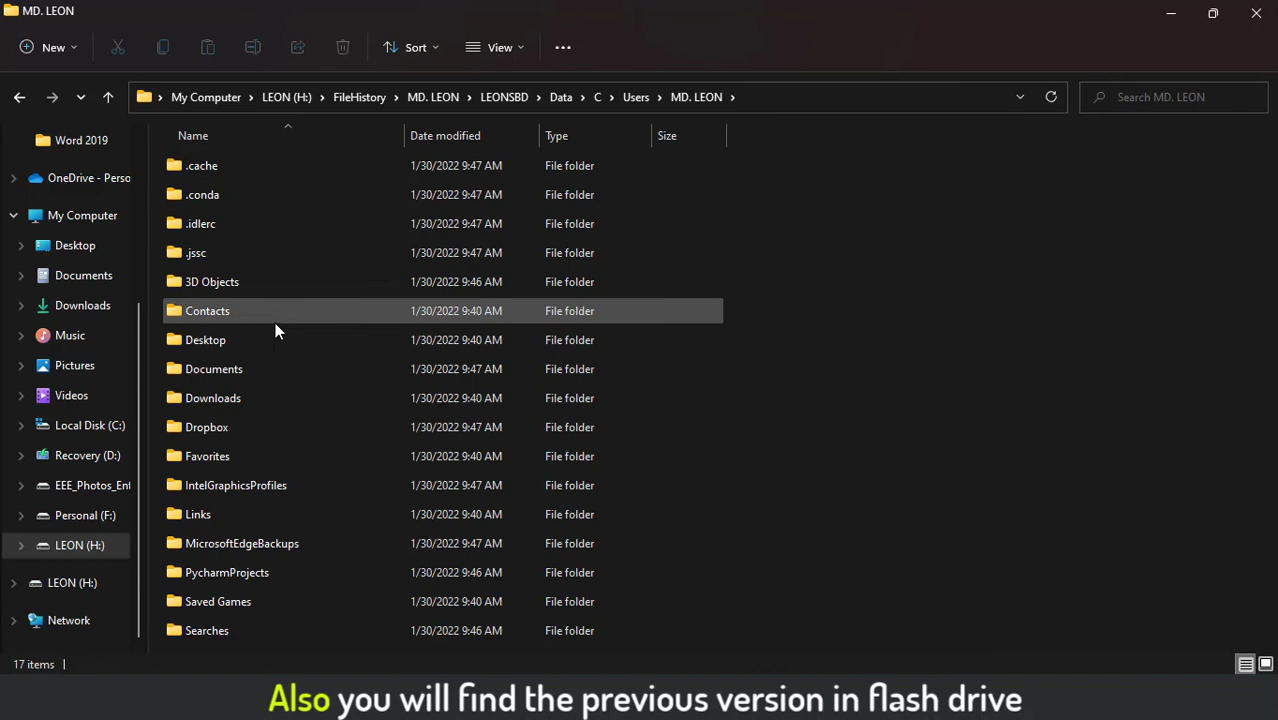 MD. LEON
New Sort View
My Computer LEON (H:) FileHistory MD. LEON LEONSBD Data C Users MD. LEON Search MD. LEON
Name Date modified Type Size
Word 2019
OneDrive - Perso
My Computer
Desktop
Documents
Downloads
Music
Pictures
Videos
Local Disk (C:)
Recovery (D:)
EEE_Photos_Ent
Personal (F:)
LEON (H:)
LEON (H:)
Network
.cache 1/30/2022 9:47 AM File folder
.conda 1/30/2022 9:47 AM File folder
.idlerc 1/30/2022 9:47 AM File folder
.jssc 1/30/2022 9:47 AM File folder
3D Objects 1/30/2022 9:46 AM File folder
Contacts 1/30/2022 9:40 AM File folder
Desktop 1/30/2022 9:40 AM File folder
Documents 1/30/2022 9:47 AM File folder
Downloads 1/30/2022 9:40 AM File folder
Dropbox 1/30/2022 9:47 AM File folder
Favorites 1/30/2022 9:40 AM File folder
IntelGraphicsProfiles 1/30/2022 9:47 AM File folder
Links 1/30/2022 9:40 AM File folder
MicrosoftEdgeBackups 1/30/2022 9:47 AM File folder
PycharmProjects 1/30/2022 9:46 AM File folder
Saved Games 1/30/2022 9:40 AM File folder
Searches 1/30/2022 9:46 AM File folder
17 items
Also you will find the previous version in flash drive